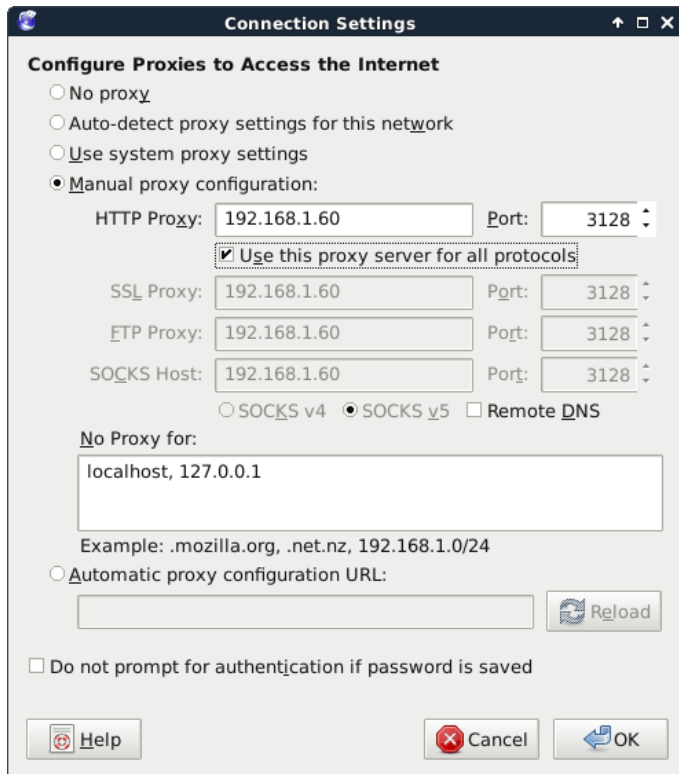 Connection Settings
Configure Proxies to Access the Internet
No proxy
Auto-detect proxy settings for this network
Use system proxy settings
Manual proxy configuration:
HTTP Proxy: 192.168.1.60 Port: 3128
Use this proxy server for all protocols
SSL Proxy: 192.168.1.60 Port: 3128
FTP Proxy: 192.168.1.60 Port: 3128
SOCKS Host: 192.168.1.60 Port: 3128
SOCKS v4 SOCKS v5 Remote DNS
No Proxy for:
localhost, 127.0.0.1
Example: .mozilla.org, .net.nz, 192.168.1.0/24
Automatic proxy configuration URL:
Reload
Do not prompt for authentication if password is saved
Help Cancel OK